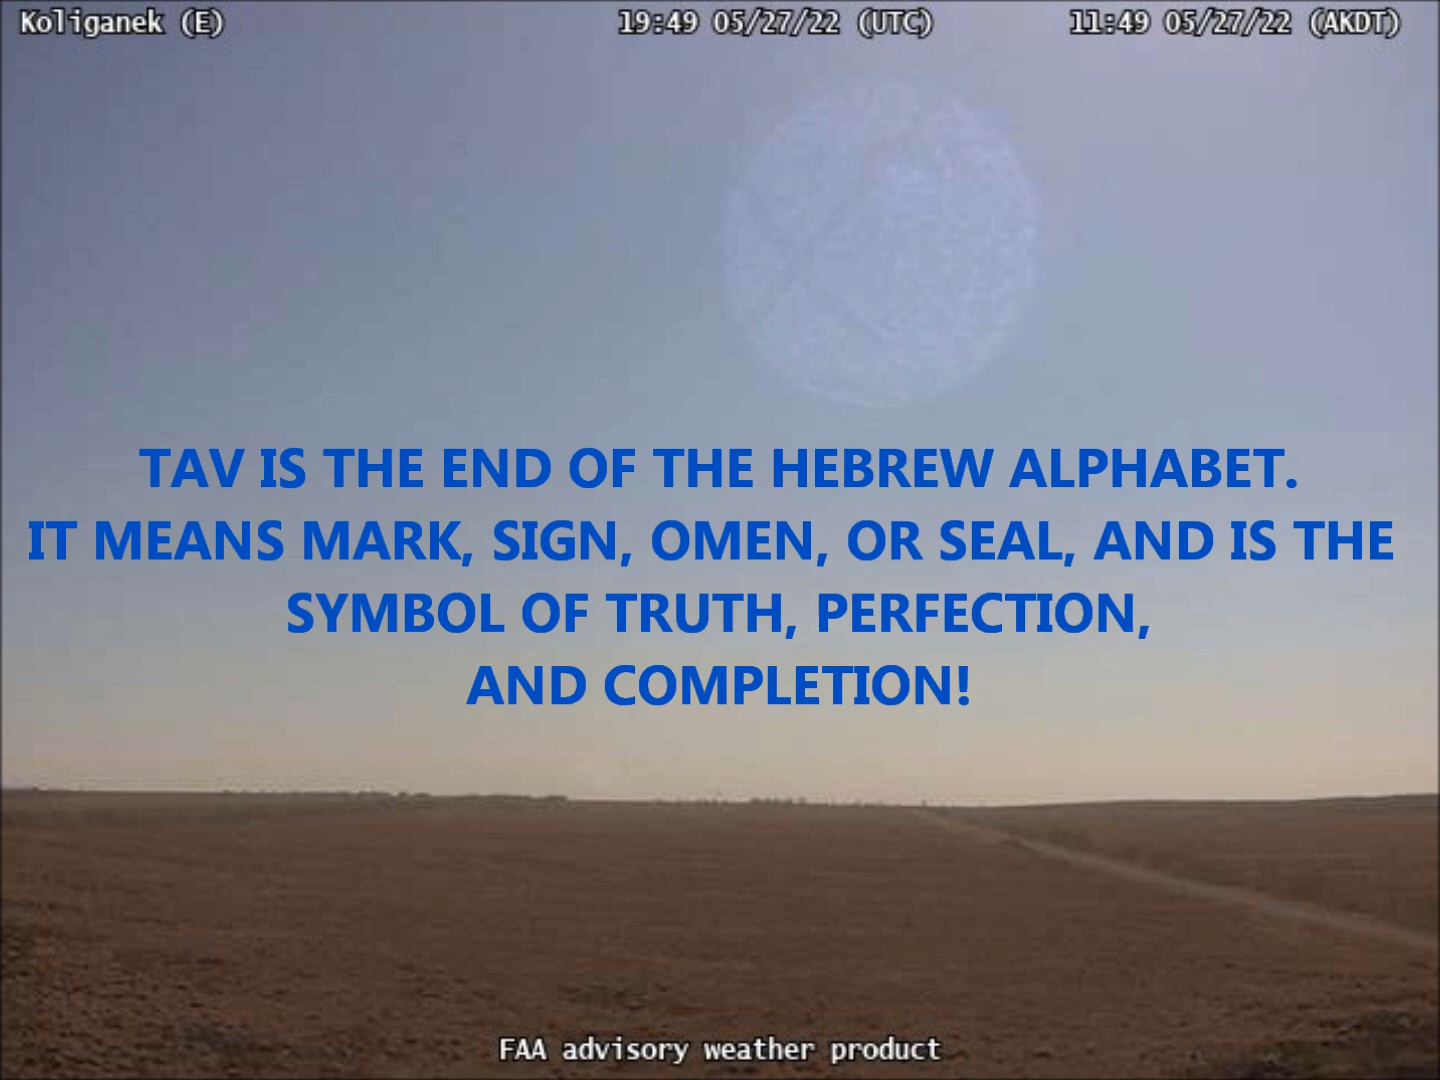 Koliganek (E) 19:49 05/27/22 (UTC) 11:49 05/27/22 (AKDT)
TAV IS THE END OF THE HEBREW ALPHABET.
IT MEANS MARK, SIGN, OMEN, OR SEAL, AND IS THE
SYMBOL OF TRUTH, PERFECTION,
AND COMPLETION!
FAA advisory weather product